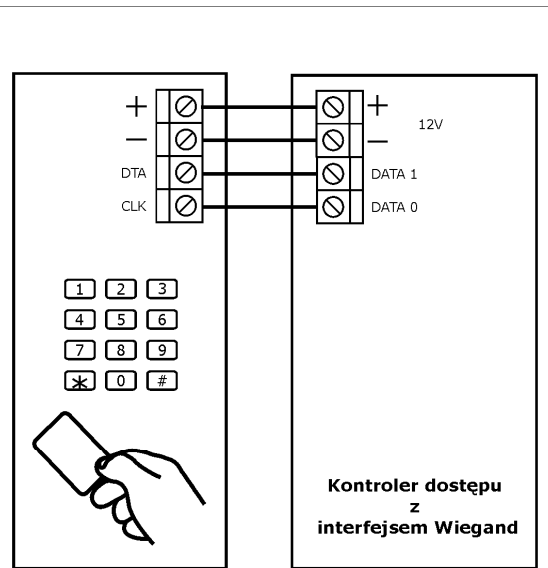 + +
12V
— —
DTA DATA 1
CLK DATA 0
1 2 3
4 5 6
7 8 9
* 0 #
Kontroler dostępu
z
interfejsem Wiegand